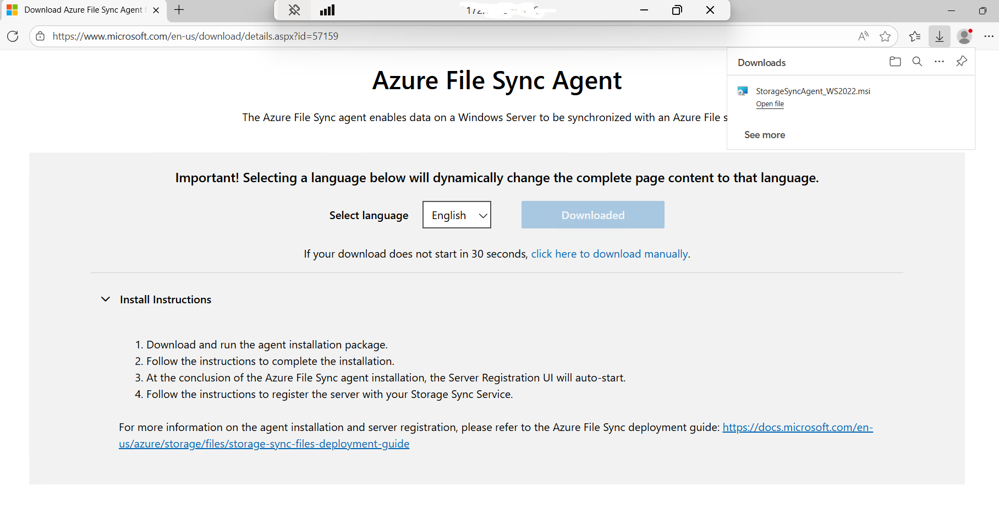 Download Azure File Sync Agent
https://www.microsoft.com/en-us/download/details.aspx?id=57159
Downloads
StorageSyncAgent_WS2022.msi
Open file
See more
Azure File Sync Agent
The Azure File Sync agent enables data on a Windows Server to be synchronized with an Azure File
Important! Selecting a language below will dynamically change the complete page content to that language.
Select language English Downloaded
If your download does not start in 30 seconds, click here to download manually.
Install Instructions
1. Download and run the agent installation package.
2. Follow the instructions to complete the installation.
3. At the conclusion of the Azure File Sync agent installation, the Server Registration UI will auto-start.
4. Follow the instructions to register the server with your Storage Sync Service.
For more information on the agent installation and server registration, please refer to the Azure File Sync deployment guide: https://docs.microsoft.com/en-
us/azure/storage/files/storage-sync-files-deployment-guide